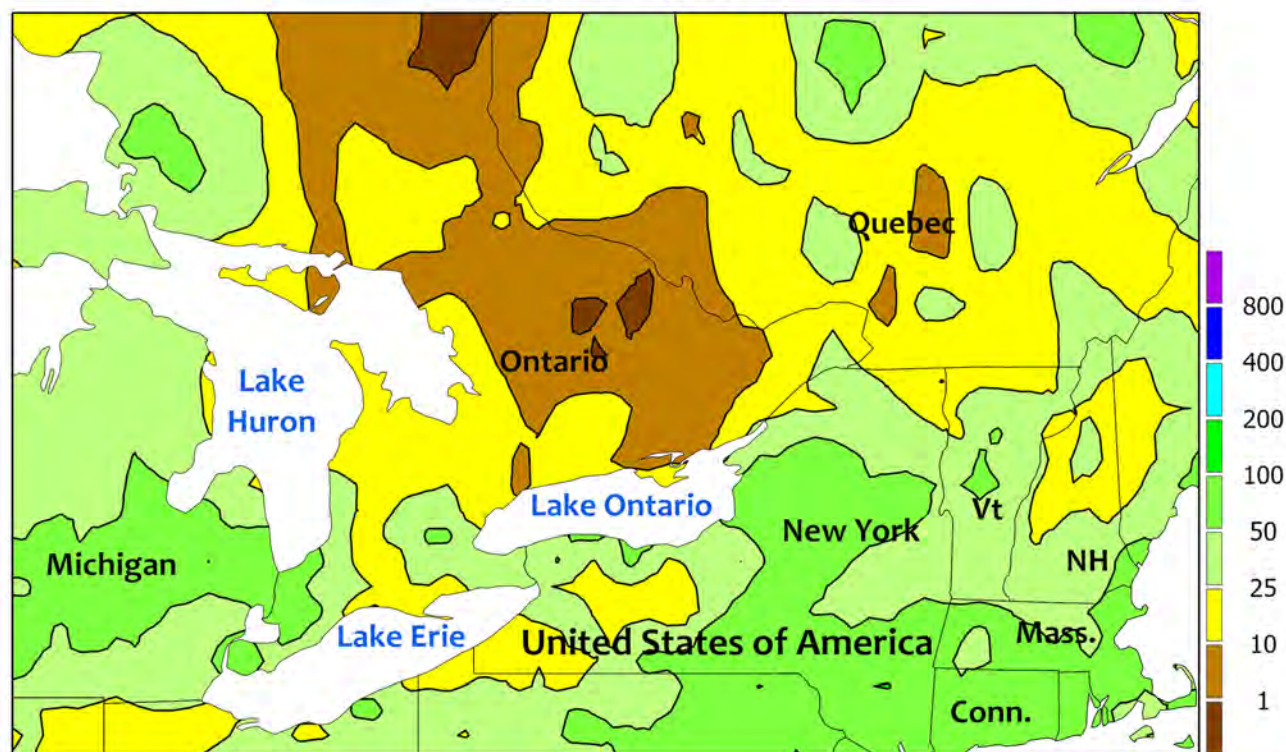 Quebec
Ontario
Lake
Huron
Lake Ontario
New York
Vt
NH
Michigan
Lake Erie
United States of America
Mass.
Conn.
800
400
200
100
50
25
10
1